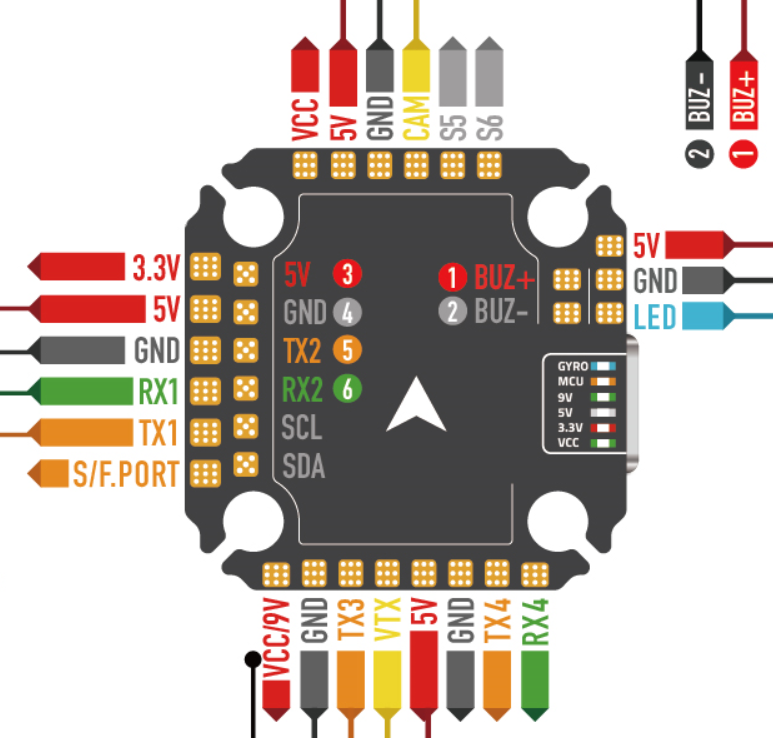 VCC
5V
GND
CAM
S5
S6
BUZ-
BUZ+
2
1
3.3V
5V
GND
RX1
TX1
S/F.PORT
5V 3
GND 4
TX2 5
RX2 6
SCL
SDA
1 BUZ+
2 BUZ-
5V
GND
LED
GYRO
MCU
9V
5V
3.3V
VCC
VCC/9V
GND
TX3
VTX
5V
GND
TX4
RX4